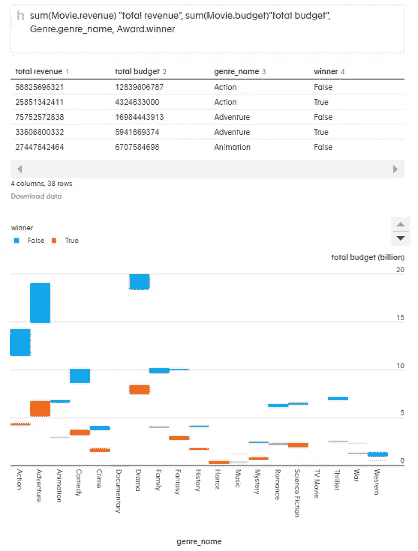 h sum(Movie.revenue) "total revenue", sum(Movie.budget)"total budget",
Genre.genre_name, Award.winner
total revenue 1 total budget 2 genre_name 3 winner 4
58825696321 12839606787 Action False
25851342411 4324633000 Action True
75752572838 16984443913 Adventure False
33606800332 5941669374 Adventure True
27447842464 6707584698 Animation False
4 columns, 38 rows
Download data
winner
False True
total budget (billion)
20
15
10
5
0
Action Adventure Animation Comedy Crime Documentary Drama Family Fantasy History Horror Music Mystery Romance Science Fiction TV Movie Thriller War Western
genre_name